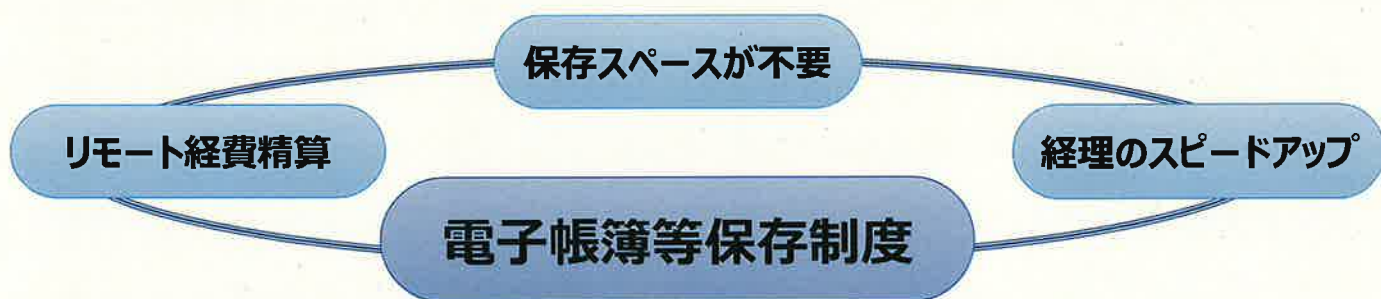 保存スペースが不要
リモート経費精算
経理のスピードアップ
電子帳簿等保存制度